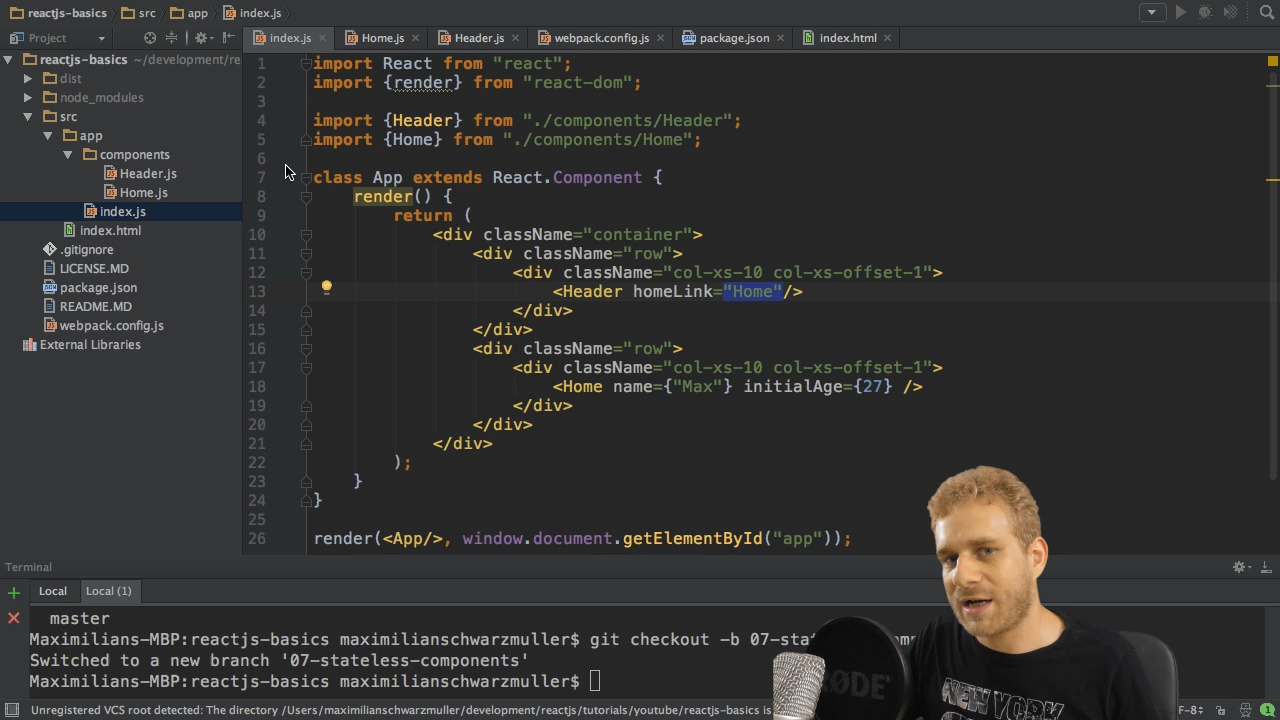 reactjs-basics src app index.js
Project
index.js Home.js Header.js webpack.config.js package.json index.html
reactjs-basics ~/development/re
dist
node_modules
src
app
components
Header.js
Home.js
index.js
index.html
.gitignore
LICENSE.MD
package.json
README.MD
webpack.config.js
External Libraries
1 import React from "react";
2 import {render} from "react-dom";
3
4 import {Header} from "./components/Header";
5 import {Home} from "./components/Home";
6
7 class App extends React.Component {
8 render() {
9 return (
10 <div className="container">
11 <div className="row">
12 <div className="col-xs-10 col-xs-offset-1">
13 <Header homeLink="Home"/>
14 </div>
15 </div>
16 <div className="row">
17 <div className="col-xs-10 col-xs-offset-1">
18 <Home name={"Max"} initialAge={27} />
19 </div>
20 </div>
21 </div>
22 );
23 }
24 }
25
26 render(<App/>, window.document.getElementById("app"));
Terminal
Local Local (1)
master
Maximilians-MBP:reactjs-basics maximilianschwarzmuller$ git checkout -b 07-stat
Switched to a new branch '07-stateless-components'
Maximilians-MBP:reactjs-basics maximilianschwarzmuller$
Unregistered VCS root detected: The directory /Users/maximilianschwarzmuller/development/reactjs/tutorials/youtube/reactjs-basics is
F-8
1
RØDE
NEW YORK